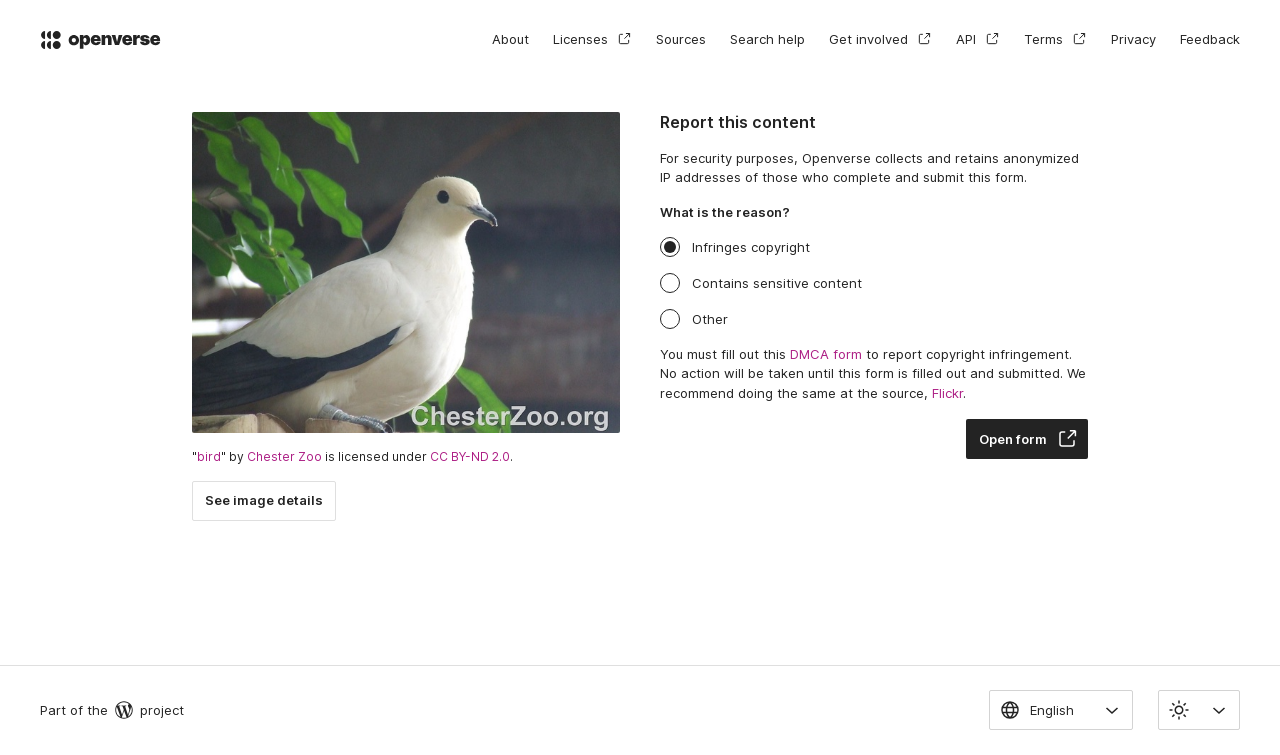 openverse
About Licenses Sources Search help Get involved API Terms Privacy Feedback
ChesterZoo.org
"bird" by Chester Zoo is licensed under CC BY-ND 2.0.
See image details
Report this content
For security purposes, Openverse collects and retains anonymized
IP addresses of those who complete and submit this form.
What is the reason?
Infringes copyright
Contains sensitive content
Other
You must fill out this DMCA form to report copyright infringement.
No action will be taken until this form is filled out and submitted. We
recommend doing the same at the source, Flickr.
Open form
Part of the project
English